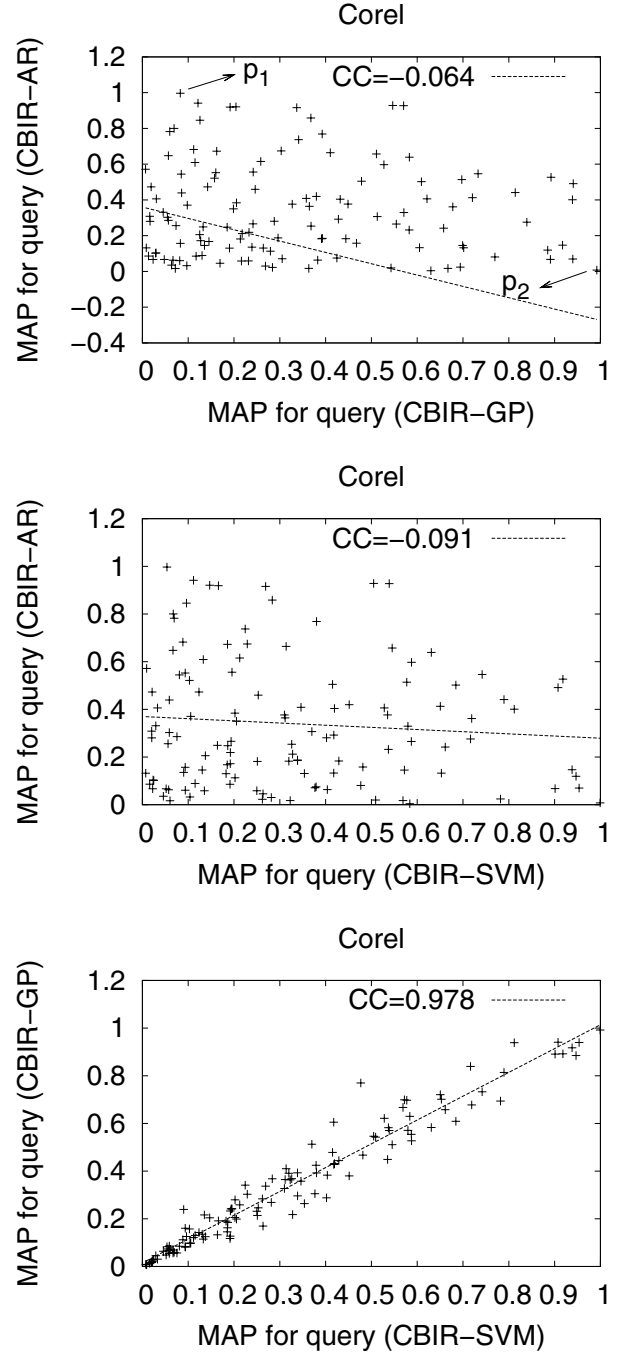 Corel
MAP for query (CBIR−AR)
1.2
1
0.8
0.6
0.4
0.2
0
−0.2
−0.4
p1
CC=−0.064
p2
0 0.1 0.2 0.3 0.4 0.5 0.6 0.7 0.8 0.9 1
MAP for query (CBIR−GP)
Corel
MAP for query (CBIR−AR)
1.2
1
0.8
0.6
0.4
0.2
0
CC=−0.091
0 0.1 0.2 0.3 0.4 0.5 0.6 0.7 0.8 0.9 1
MAP for query (CBIR−SVM)
Corel
MAP for query (CBIR−GP)
1.2
1
0.8
0.6
0.4
0.2
0
CC=0.978
0 0.1 0.2 0.3 0.4 0.5 0.6 0.7 0.8 0.9 1
MAP for query (CBIR−SVM)